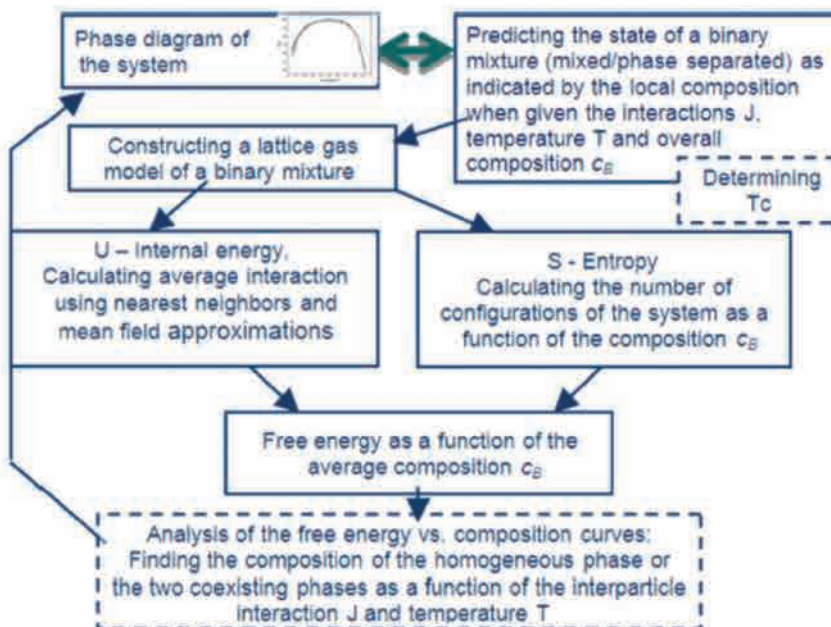 Phase diagram of
the system
Predicting the state of a binary
mixture (mixed/phase separated) as
indicated by the local composition
when given the interactions J,
temperature T and overall
composition c_B
Determining
Tc
Constructing a lattice gas
model of a binary mixture
U – Internal energy,
Calculating average interaction
using nearest neighbors and
mean field approximations
S - Entropy
Calculating the number of
configurations of the system as a
function of the composition c_B
Free energy as a function of the
average composition c_B
Analysis of the free energy vs. composition curves:
Finding the composition of the homogeneous phase or
the two coexisting phases as a function of the interparticle
interaction J and temperature T